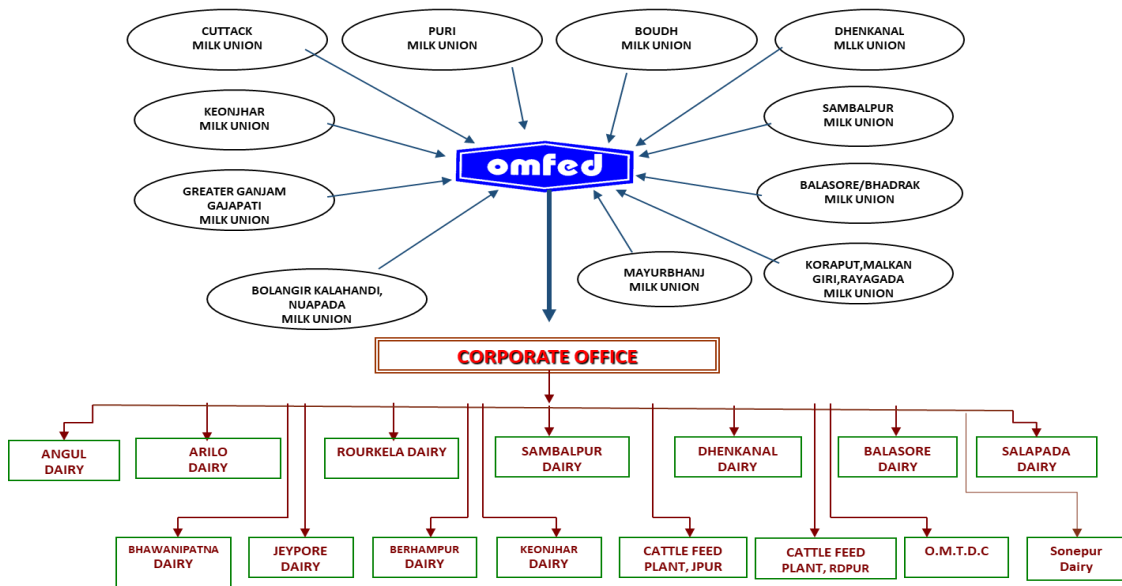 CUTTACK
MILK UNION
PURI
MILK UNION
BOUDH
MILK UNION
DHENKANAL
MLLK UNION
KEONJHAR
MILK UNION
SAMBALPUR
MILK UNION
omfed
GREATER GANJAM
GAJAPATI
MILK UNION
BALASORE/BHADRAK
MILK UNION
BOLANGIR KALAHANDI,
NUAPADA
MILK UNION
MAYURBHANJ
MILK UNION
KORAPUT,MALKAN
GIRI,RAYAGADA
MILK UNION
CORPORATE OFFICE
ANGUL
DAIRY
ARILO
DAIRY
ROURKELA DAIRY
SAMBALPUR
DAIRY
DHENKANAL
DAIRY
BALASORE
DAIRY
SALAPADA
DAIRY
BHAWANIPATNA
DAIRY
JEYPORE
DAIRY
BERHAMPUR
DAIRY
KEONJHAR
DAIRY
CATTLE FEED
PLANT, JPUR
CATTLE FEED
PLANT, RDPUR
O.M.T.D.C
Sonepur
Dairy